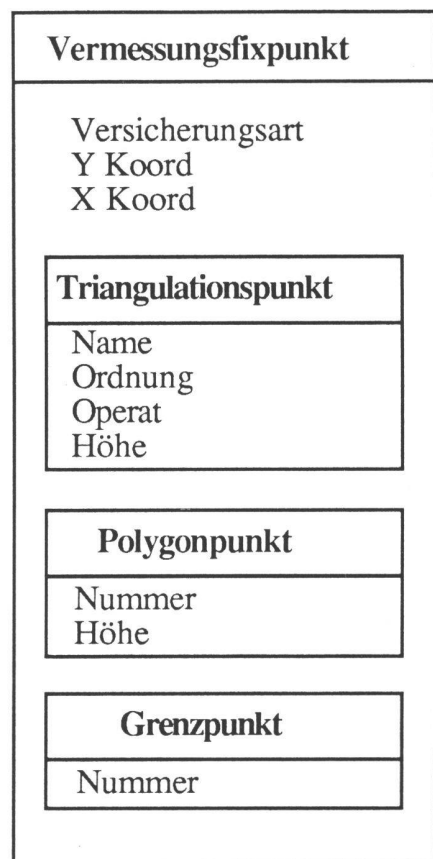 Vermessungsfixpunkt
Versicherungsart
Y Koord
X Koord
Triangulationspunkt
Name
Ordnung
Operat
Höhe
Polygonpunkt
Nummer
Höhe
Grenzpunkt
Nummer